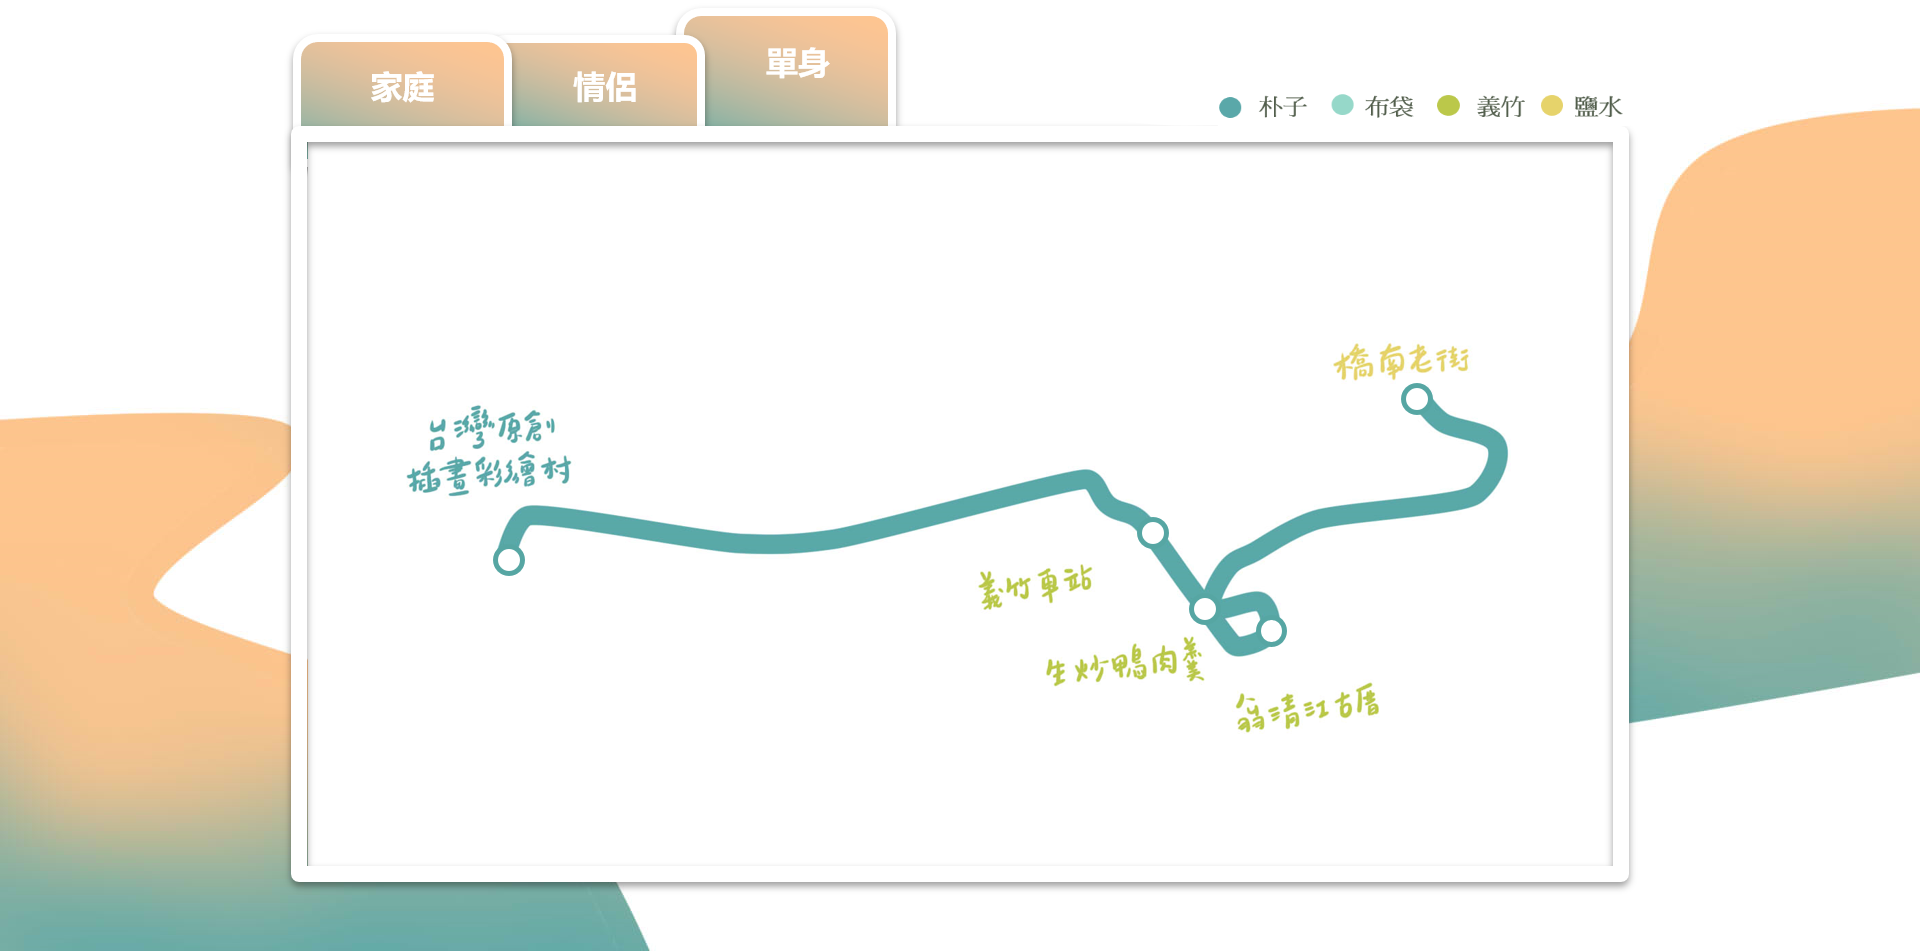 家庭
情侶
單身
朴子
布袋
義竹
鹽水
橋南老街
台灣原創
插畫彩繪村
義竹車站
生炒鴨肉羹
翁清江古厝